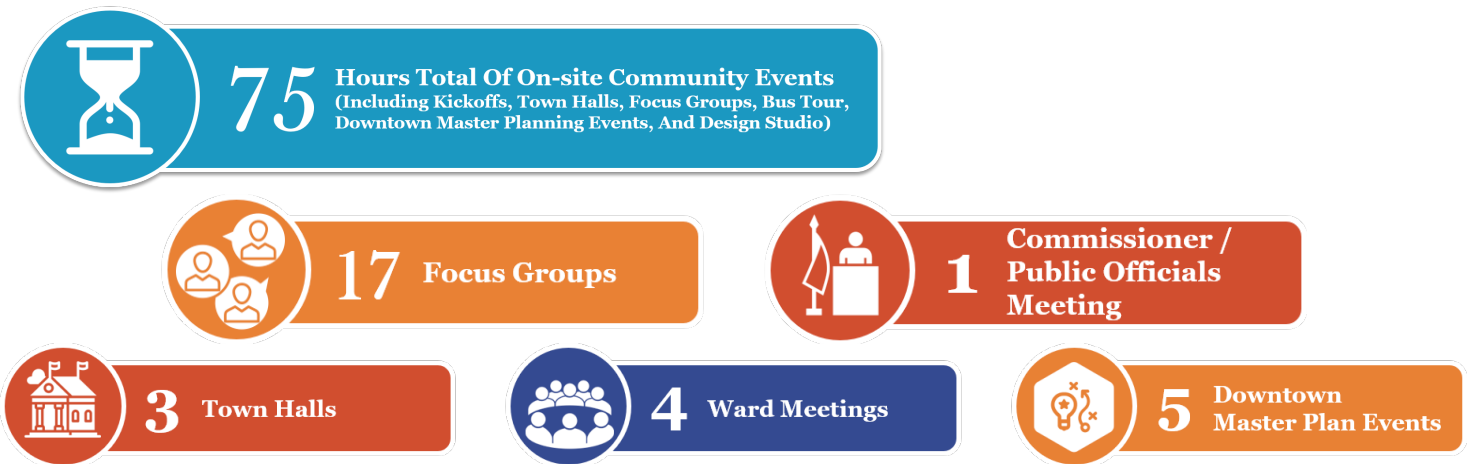 75
Hours Total Of On-site Community Events
(Including Kickoffs, Town Halls, Focus Groups, Bus Tour,
Downtown Master Planning Events, And Design Studio)
17 Focus Groups
1
Commissioner /
Public Officials
Meeting
3 Town Halls
4 Ward Meetings
5
Downtown
Master Plan Events